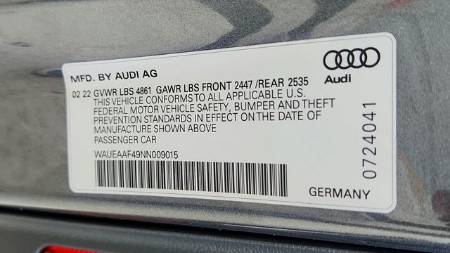 MFD. BY AUDI AG
02 22 GVWR LBS 4861 GAWR LBS FRONT 2447 /REAR 2535
THIS VEHICLE CONFORMS TO ALL APPLICABLE U.S.
FEDERAL MOTOR VEHICLE SAFETY, BUMPER AND THEFT
PREVENTION STANDARDS IN EFFECT ON THE DATE OF
MANUFACTURE SHOWN ABOVE.
PASSENGER CAR
WAUEAAF49NN009015
Audi
0724041
GERMANY